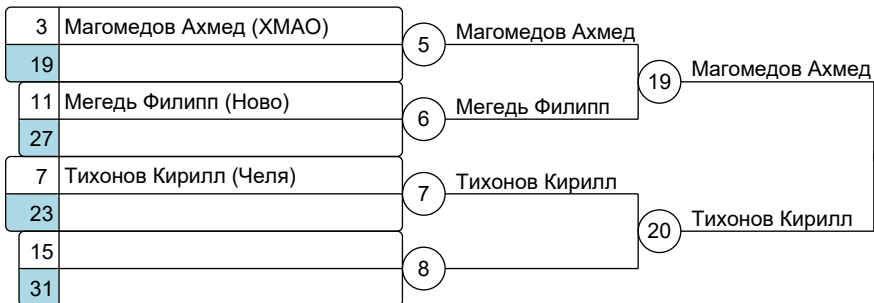 3 Магомедов Ахмед (ХМАО)
19
5
Магомедов Ахмед
11 Мегедь Филипп (Ново)
27
6
Мегедь Филипп
19
Магомедов Ахмед
7 Тихонов Кирилл (Челя)
23
7
Тихонов Кирилл
15
31
8
20
Тихонов Кирилл